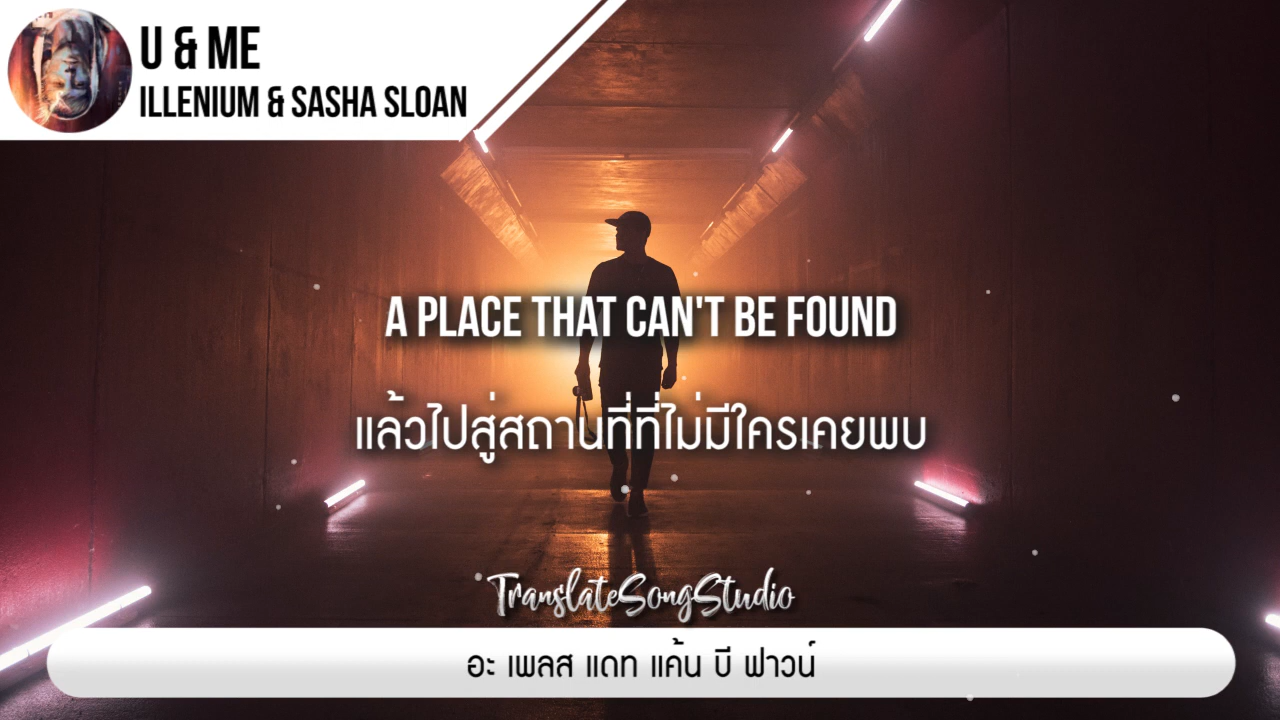 U & ME
ILLENIUM & SASHA SLOAN
A PLACE THAT CAN'T BE FOUND
แล้วไปสู่สถานที่ที่ไม่มีใครเคยพบ
TranslateSongStudio
อะ เพลส แดท แค้น บี ฟาวน์